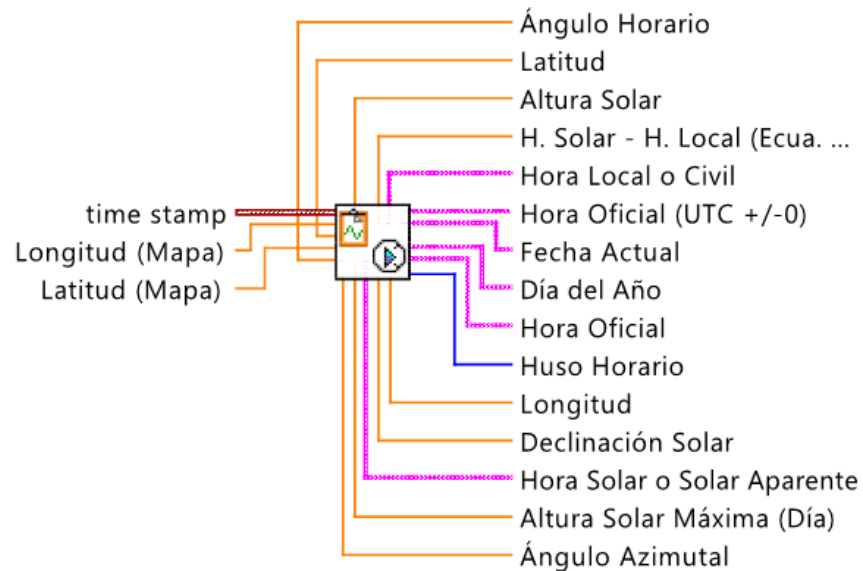 Ángulo Horario
Latitud
Altura Solar
H. Solar - H. Local (Ecua. ...
Hora Local o Civil
time stamp
Hora Oficial (UTC +/-0)
Longitud (Mapa)
Fecha Actual
Latitud (Mapa)
Día del Año
Hora Oficial
Huso Horario
Longitud
Declinación Solar
Hora Solar o Solar Aparente
Altura Solar Máxima (Día)
Ángulo Azimutal